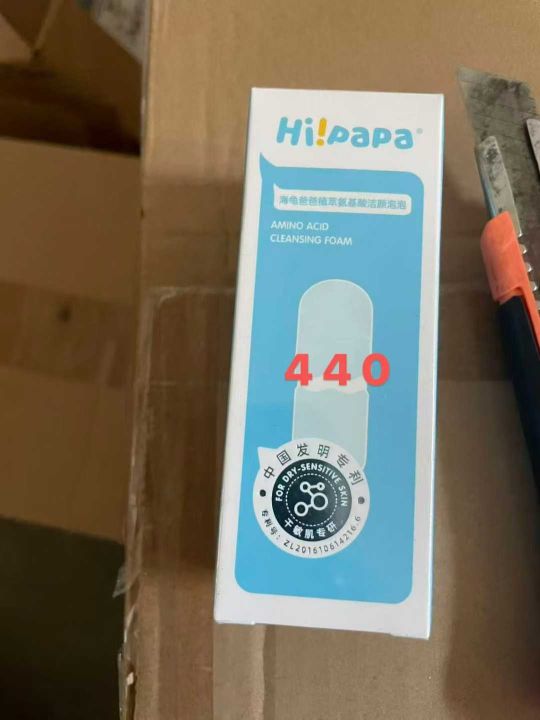 Hi!papa®
海龟爸爸植萃氨基酸洁颜泡泡
AMINO ACID
CLEANSING FOAM
440
中国发明专利
FOR DRY-SENSITIVE SKIN
干敏肌专研
专利号：ZL201610614216.6